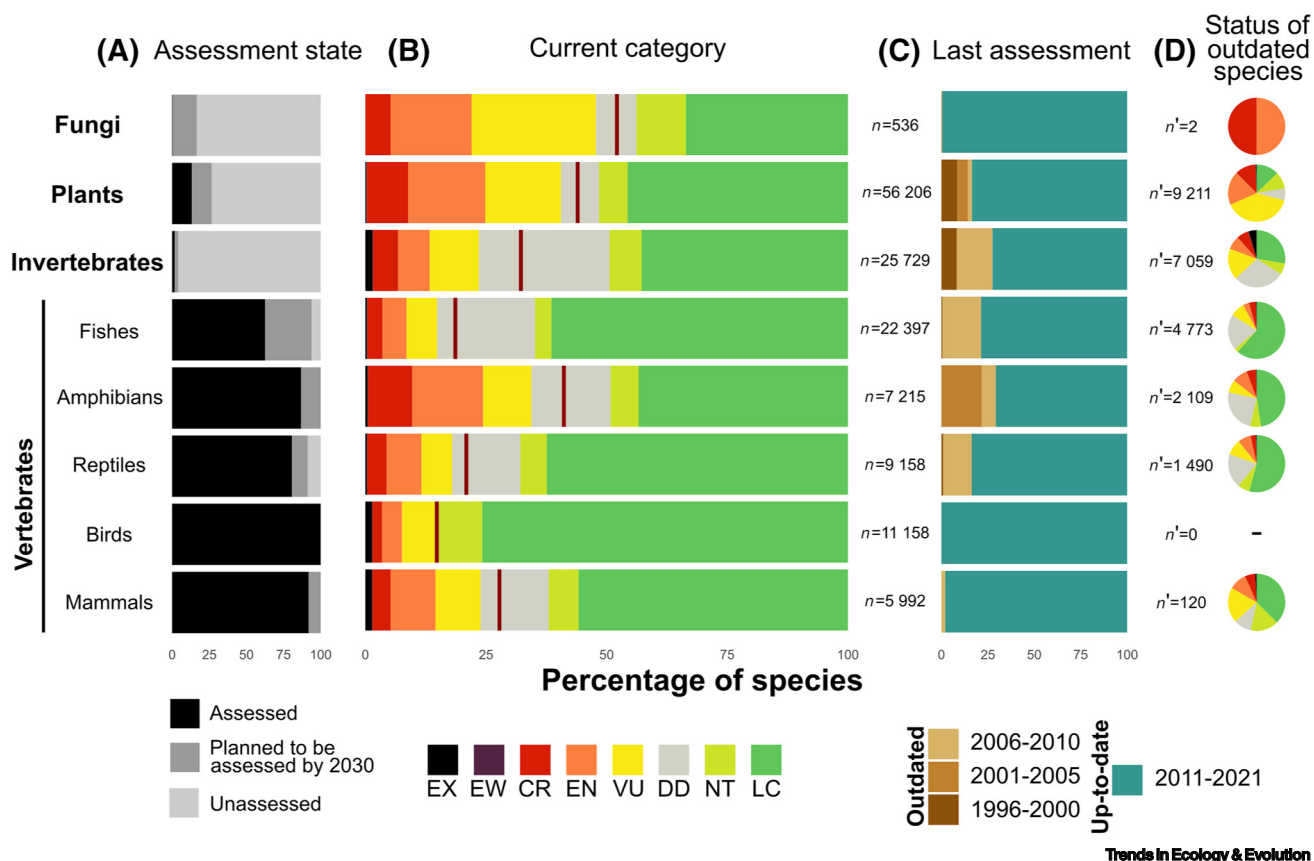 (A) Assessment state
(B) Current category
(C) Last assessment
(D) Status of
outdated
species
Fungi
n=536
n'=2
Plants
n=56 206
n'=9 211
Invertebrates
n=25 729
n'=7 059
Vertebrates
Fishes
n=22 397
n'=4 773
Amphibians
n=7 215
n'=2 109
Reptiles
n=9 158
n'=1 490
Birds
n=11 158
n'=0
-
Mammals
n=5 992
n'=120
0 25 50 75 100
0 25 50 75 100
0 25 50 75 100
Percentage of species
Assessed
Planned to be
assessed by 2030
Unassessed
EX EW CR EN VU DD NT LC
Outdated
2006-2010
2001-2005
1996-2000
Up-to-date
2011-2021
Trends in Ecology & Evolution